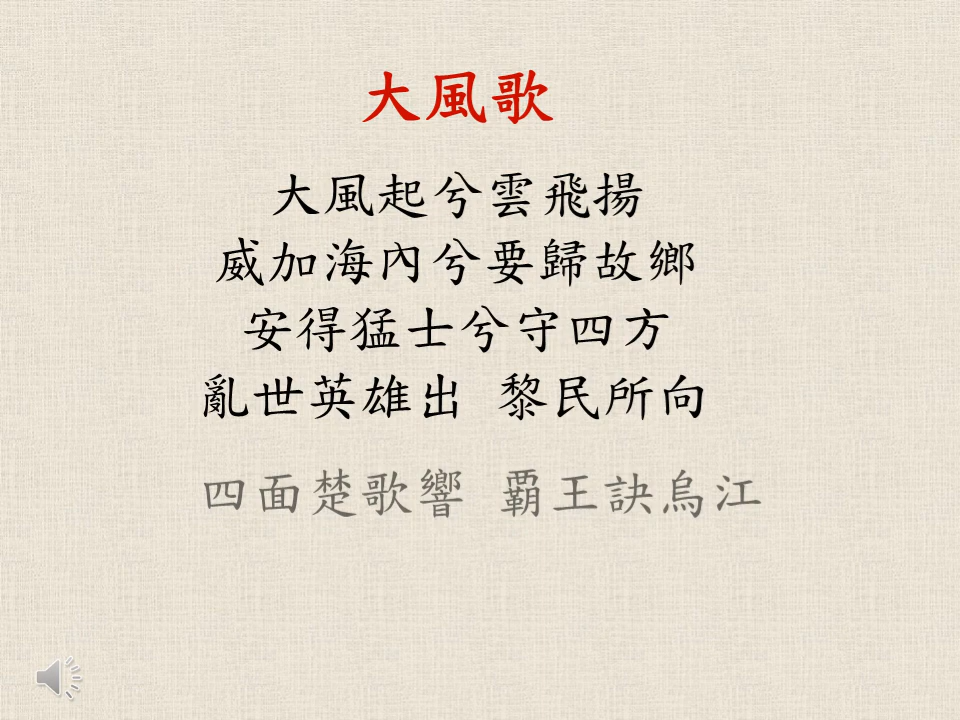 大風歌
大風起兮雲飛揚
威加海內兮要歸故鄉
安得猛士兮守四方
亂世英雄出 黎民所向
四面楚歌響 覇王訣烏江